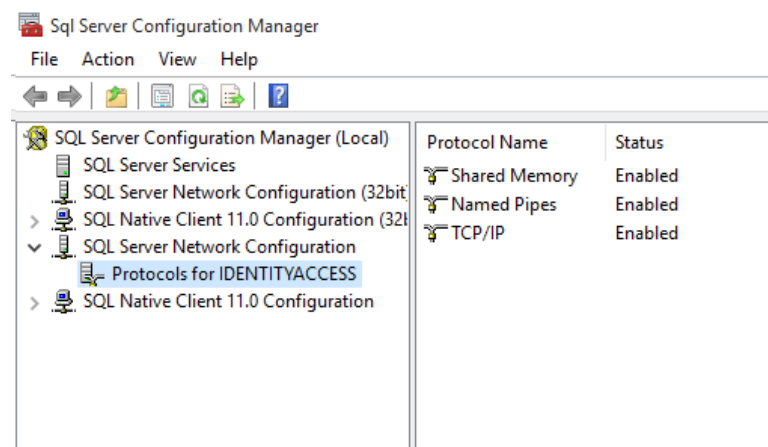 Sql Server Configuration Manager
File Action View Help
SQL Server Configuration Manager (Local)
SQL Server Services
SQL Server Network Configuration (32bit
SQL Native Client 11.0 Configuration (32b
SQL Server Network Configuration
Protocols for IDENTITYACCESS
SQL Native Client 11.0 Configuration
Protocol Name Status
Shared Memory Enabled
Named Pipes Enabled
TCP/IP Enabled